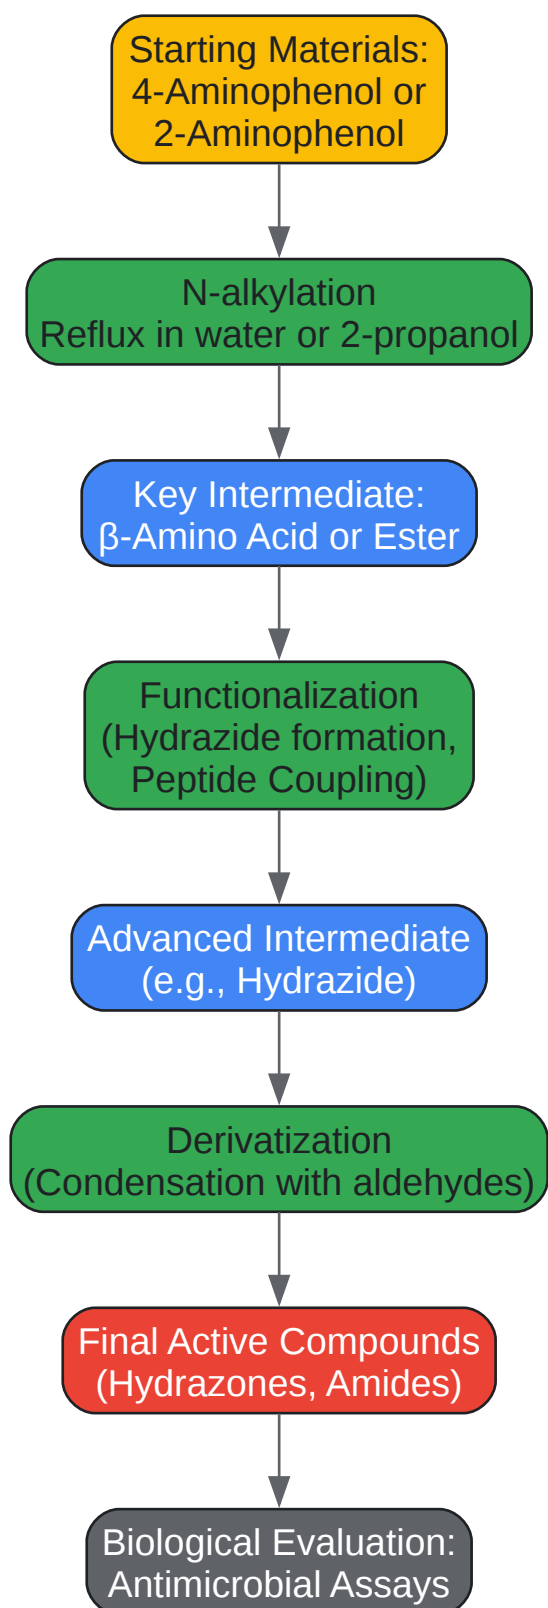 Starting Materials:
4-Aminophenol or
2-Aminophenol
N-alkylation
Reflux in water or 2-propanol
Key Intermediate:
β-Amino Acid or Ester
Functionalization
(Hydrazide formation,
Peptide Coupling)
Advanced Intermediate
(e.g., Hydrazide)
Derivatization
(Condensation with aldehydes)
Final Active Compounds
(Hydrazones, Amides)
Biological Evaluation:
Antimicrobial Assays